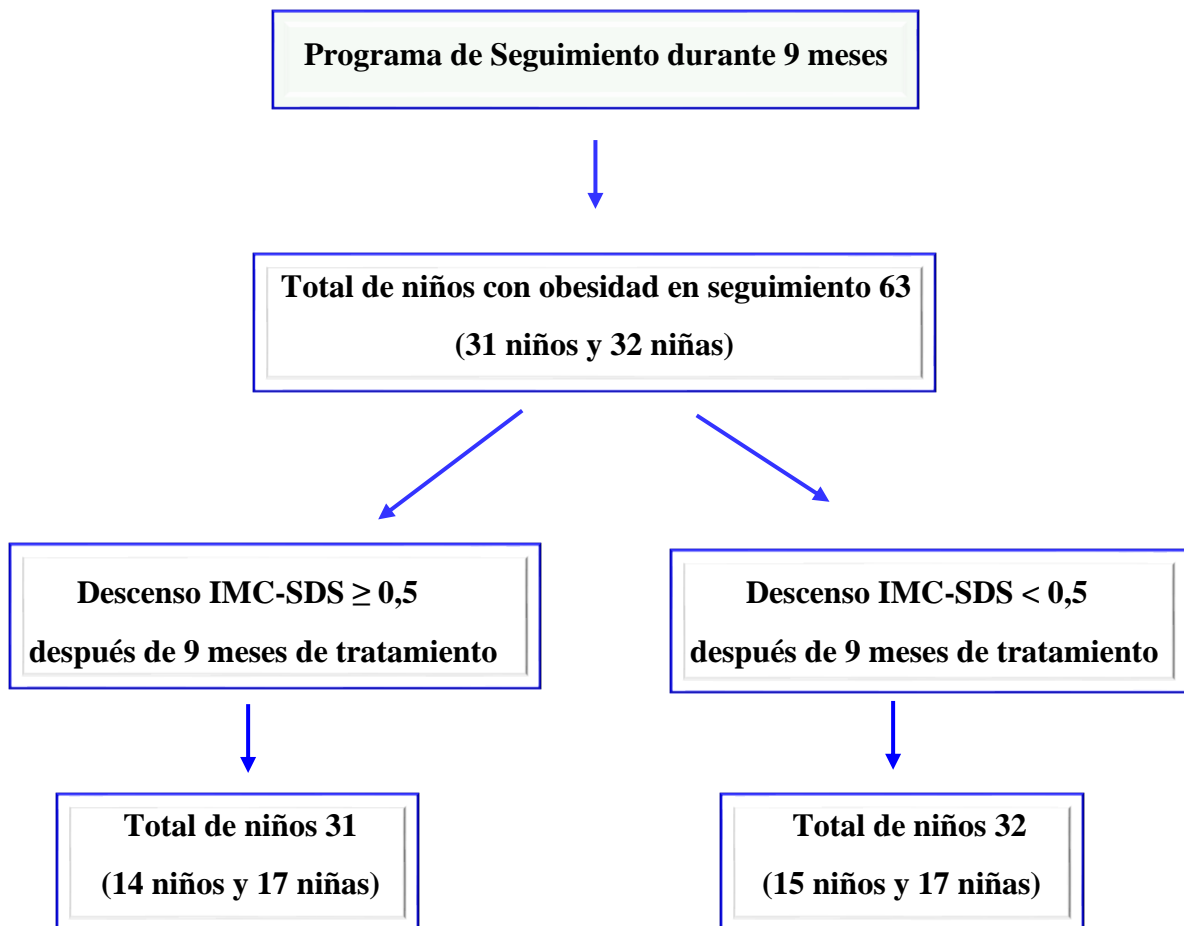 Programa de Seguimiento durante 9 meses
Total de niños con obesidad en seguimiento 63
(31 niños y 32 niñas)
Descenso IMC-SDS ≥ 0,5
después de 9 meses de tratamiento
Descenso IMC-SDS < 0,5
después de 9 meses de tratamiento
Total de niños 31
(14 niños y 17 niñas)
Total de niños 32
(15 niños y 17 niñas)